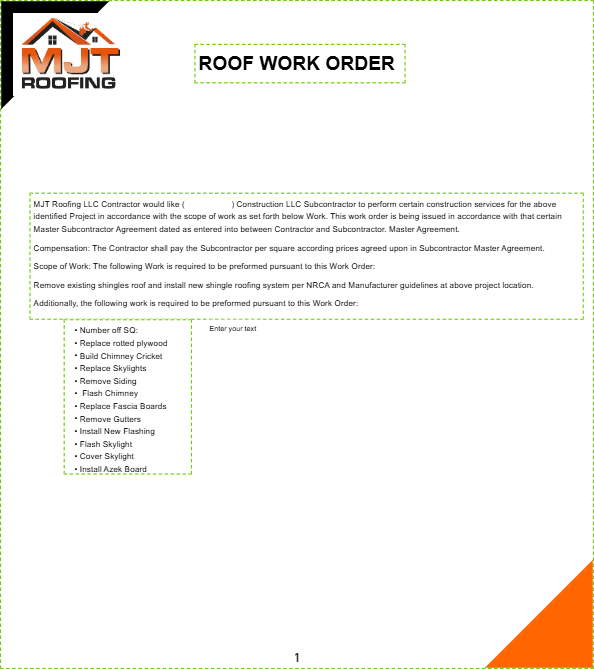 MJT
ROOFING
ROOF WORK ORDER
MJT Roofing LLC Contractor would like ( ) Construction LLC Subcontractor to perform certain construction services for the above
identified Project in accordance with the scope of work as set forth below Work. This work order is being issued in accordance with that certain
Master Subcontractor Agreement dated as entered into between Contractor and Subcontractor. Master Agreement.
Compensation: The Contractor shall pay the Subcontractor per square according prices agreed upon in Subcontractor Master Agreement.
Scope of Work: The following Work is required to be preformed pursuant to this Work Order:
Remove existing shingles roof and install new shingle roofing system per NRCA and Manufacturer guidelines at above project location.
Additionally, the following work is required to be preformed pursuant to this Work Order:
• Number off SQ:
Enter your text
• Replace rotted plywood
• Build Chimney Cricket
• Replace Skylights
• Remove Siding
• Flash Chimney
• Replace Fascia Boards
• Remove Gutters
• Install New Flashing
• Flash Skylight
• Cover Skylight
• Install Azek Board
1